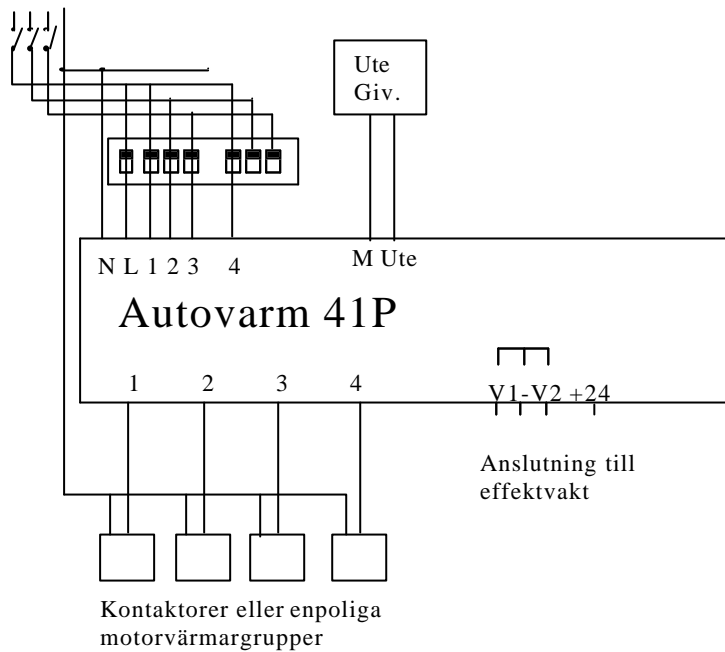 Ute
Giv.
N L 1 2 3 4
M Ute
Autovarm 41P
1 2 3 4
V1-V2 +24
Anslutning till
effektvakt
Kontaktorer eller enpoliga
motorvärmargrupper